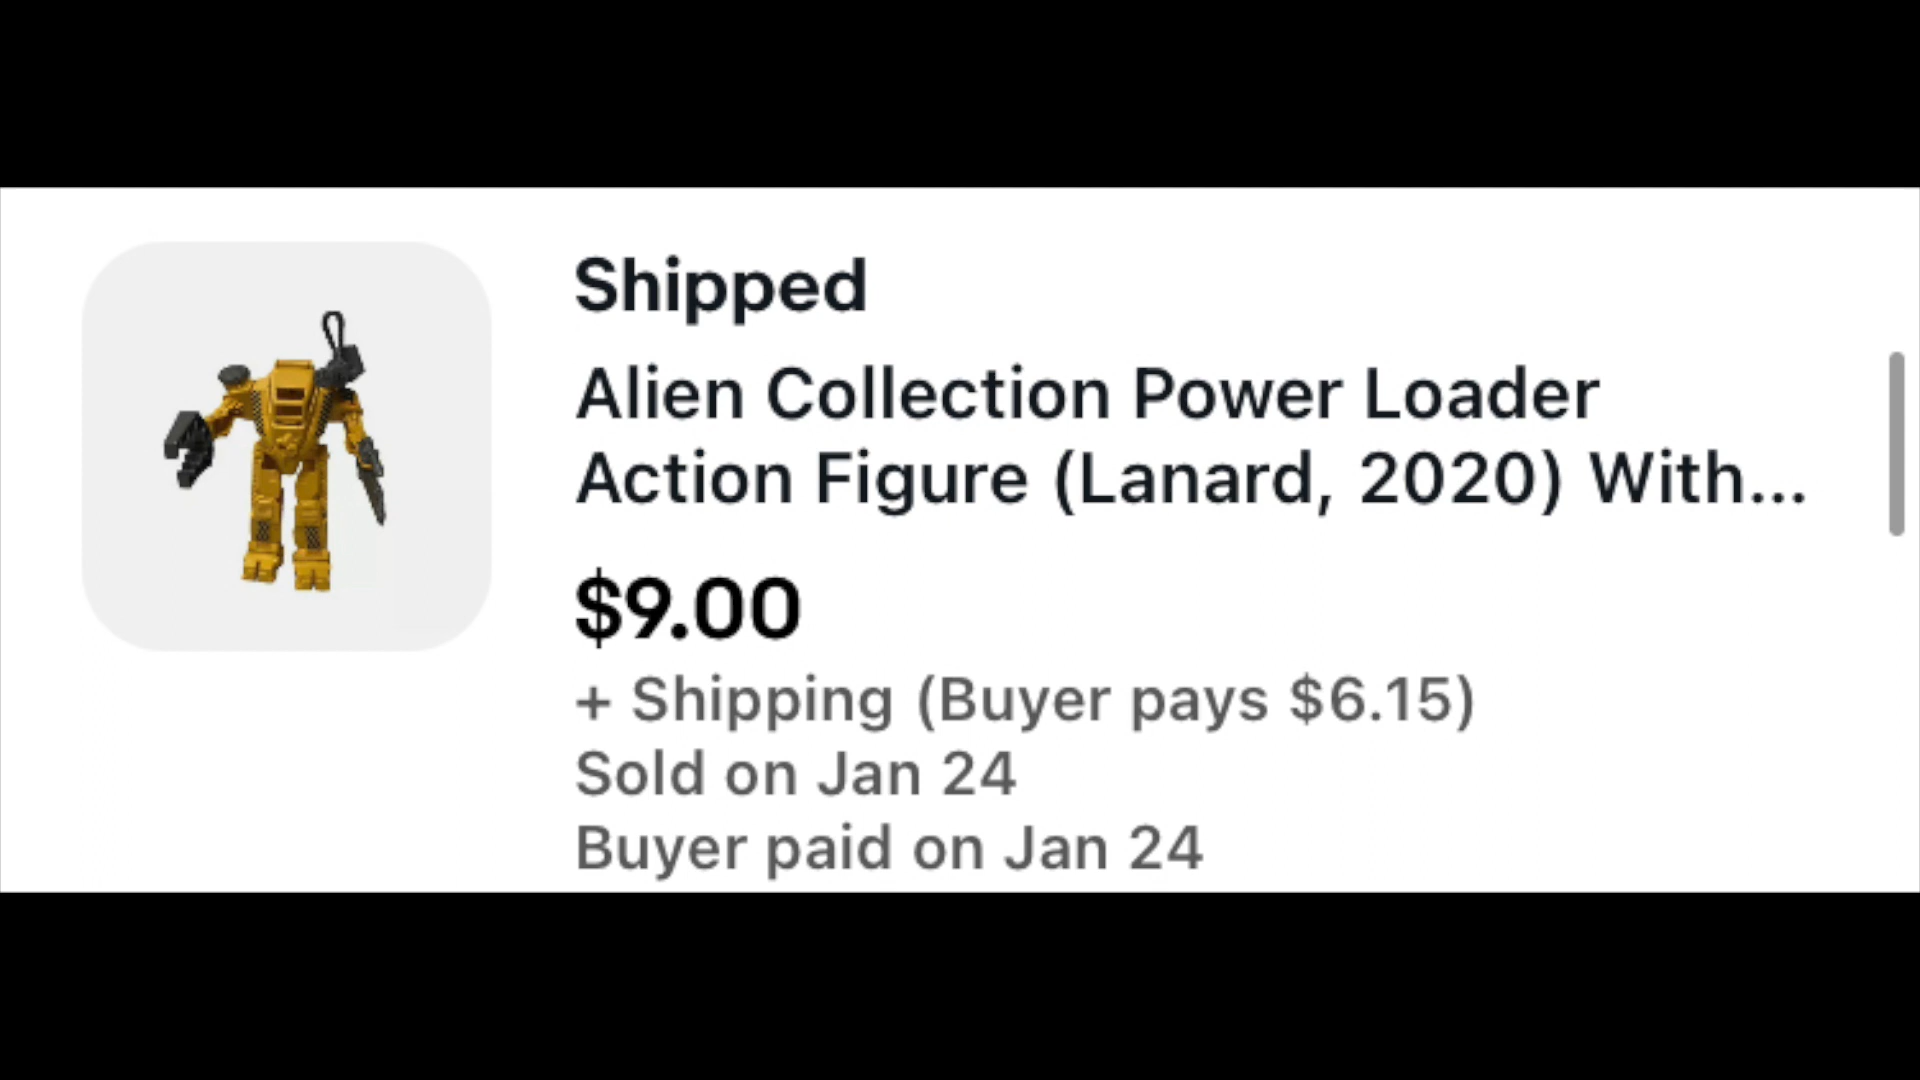 Shipped
Alien Collection Power Loader
Action Figure (Lanard, 2020) With...
$9.00
+ Shipping (Buyer pays $6.15)
Sold on Jan 24
Buyer paid on Jan 24